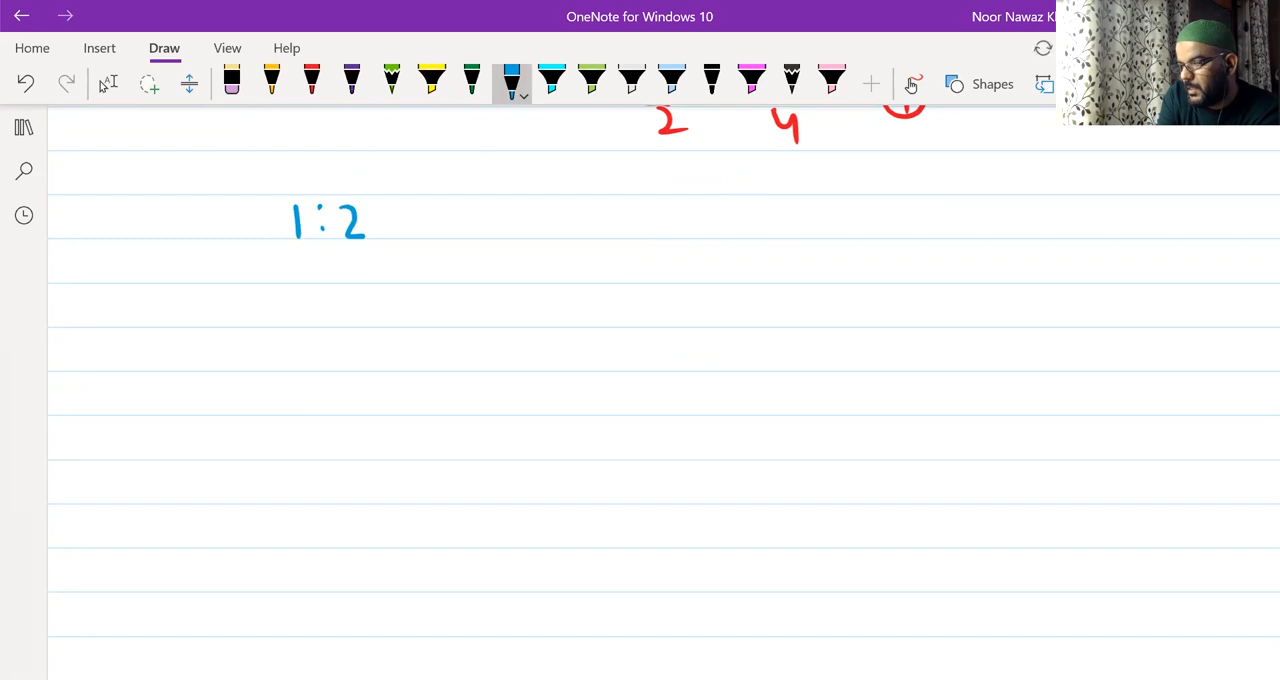 OneNote for Windows 10
Noor Nawaz
Home Insert Draw View Help
Shapes
2 4
1 : 2